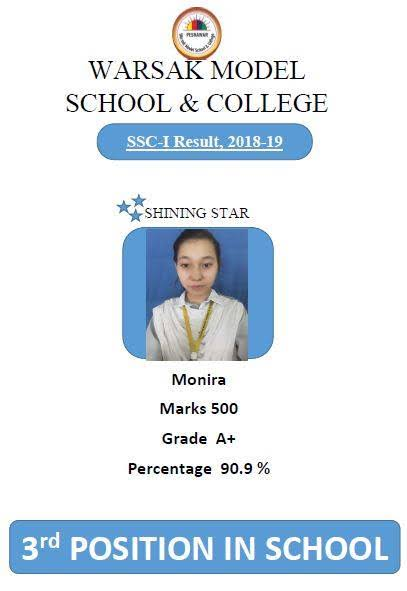 PESHAWAR
WARSAK MODEL
SCHOOL & COLLEGE
SSC-I Result, 2018-19
SHINING STAR
Monira
Marks 500
Grade A+
Percentage 90.9 %
3rd POSITION IN SCHOOL